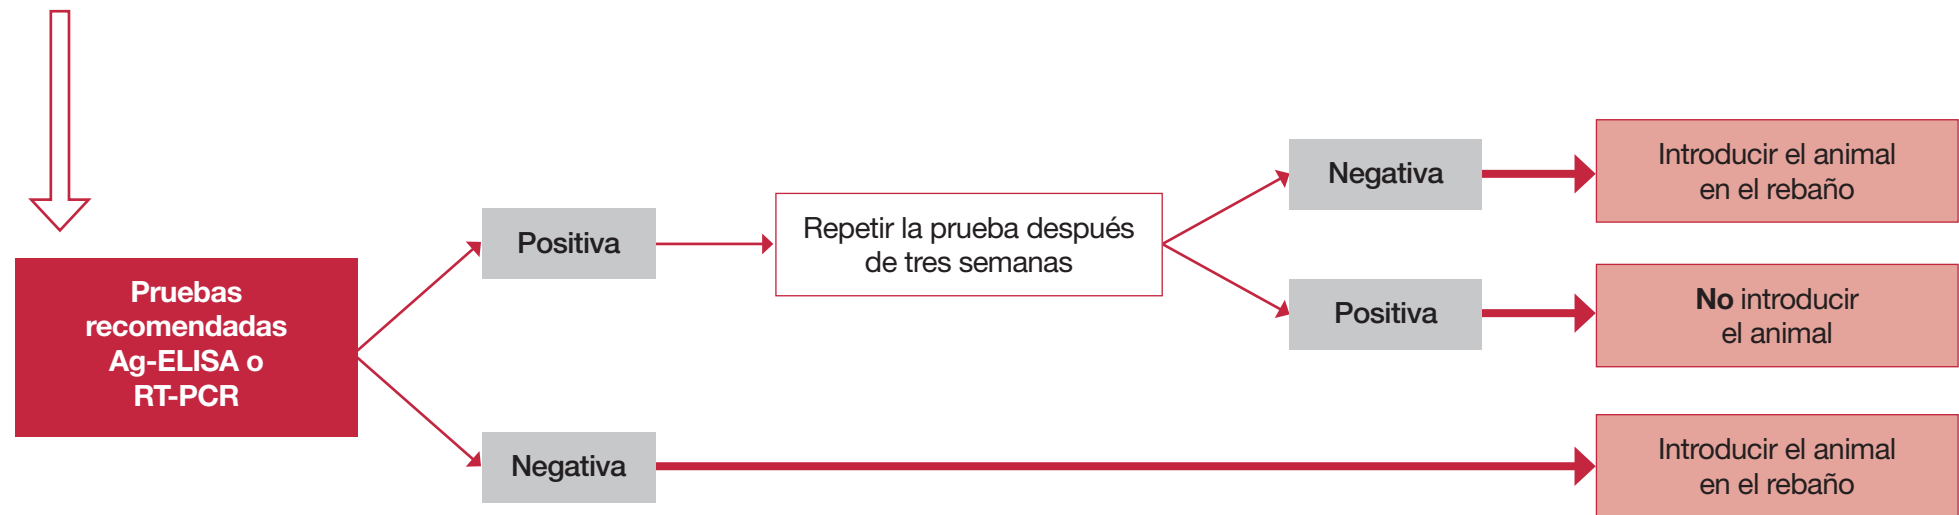 Pruebas
recomendadas
Ag-ELISA o
RT-PCR
Positiva
Repetir la prueba después
de tres semanas
Negativa
Introducir el animal
en el rebaño
Positiva
No introducir
el animal
Negativa
Introducir el animal
en el rebaño